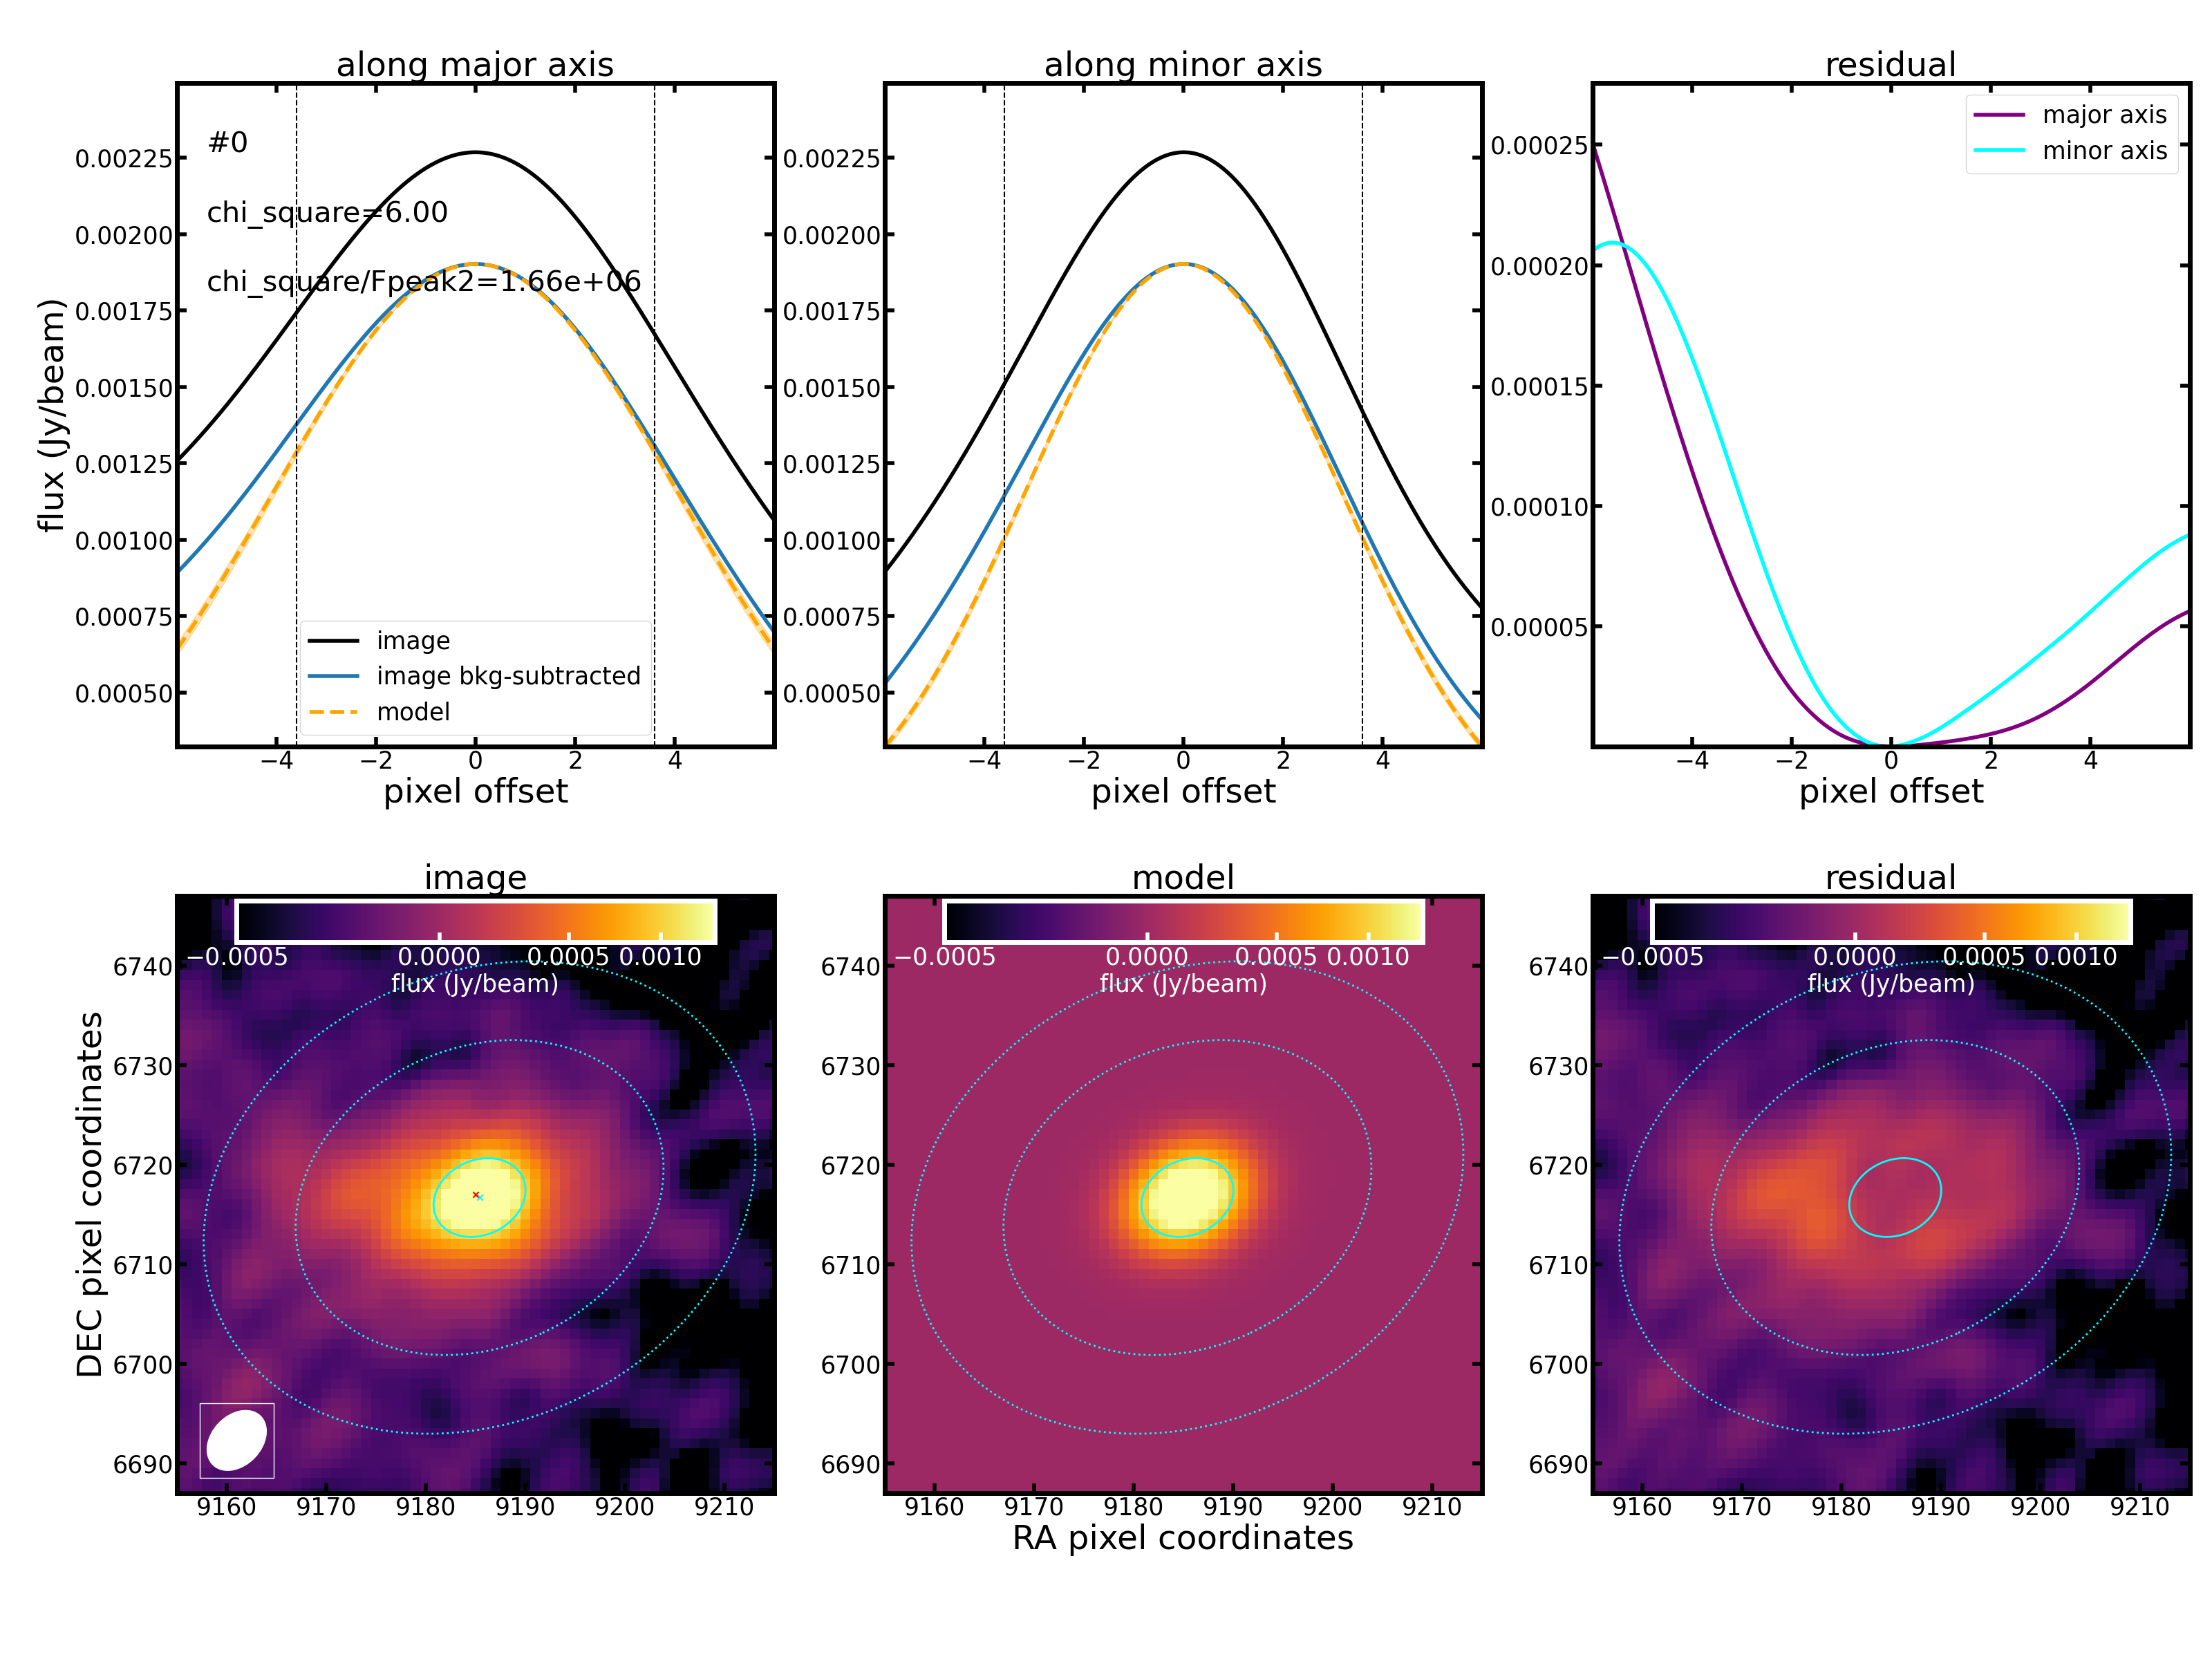 along major axis
along minor axis
residual
#0
chi_square=6.00
chi_square/Fpeak2=1.66e+06
flux (Jy/beam)
0.00225
0.00200
0.00175
0.00150
0.00125
0.00100
0.00075
0.00050
image
image bkg-subtracted
model
−4 −2 0 2 4
pixel offset
0.00225
0.00200
0.00175
0.00150
0.00125
0.00100
0.00075
0.00050
−4 −2 0 2 4
pixel offset
0.00025
0.00020
0.00015
0.00010
0.00005
major axis
minor axis
−4 −2 0 2 4
pixel offset
image
model
residual
−0.0005 0.0000 0.0005 0.0010
flux (Jy/beam)
DEC pixel coordinates
6740
6730
6720
6710
6700
6690
9160 9170 9180 9190 9200 9210
−0.0005 0.0000 0.0005 0.0010
flux (Jy/beam)
6740
6730
6720
6710
6700
6690
9160 9170 9180 9190 9200 9210
RA pixel coordinates
−0.0005 0.0000 0.0005 0.0010
flux (Jy/beam)
6740
6730
6720
6710
6700
6690
9160 9170 9180 9190 9200 9210